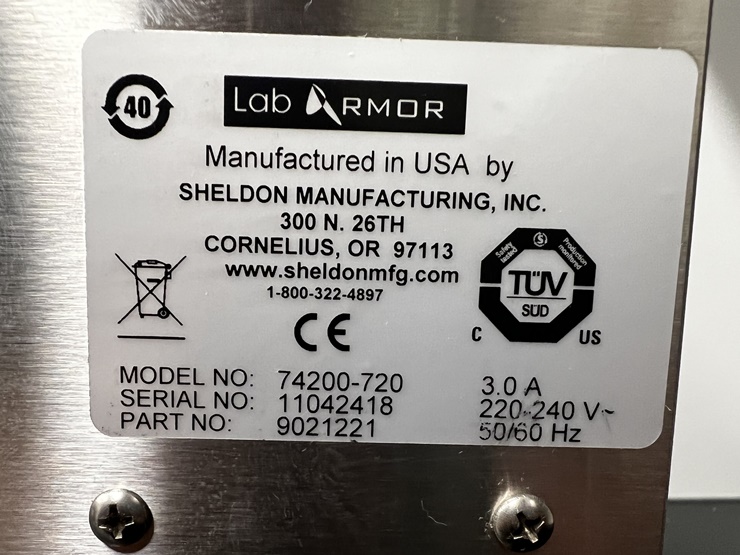 40
Lab ARMOR
Manufactured in USA by
SHELDON MANUFACTURING, INC.
300 N. 26TH
CORNELIUS, OR 97113
www.sheldonmfg.com
1-800-322-4897
CE
Safety tested
S
Production monitored
TÜV
SÜD
C US
MODEL NO: 74200-720 3.0 A
SERIAL NO: 11042418 220-240 V~
PART NO: 9021221 50/60 Hz